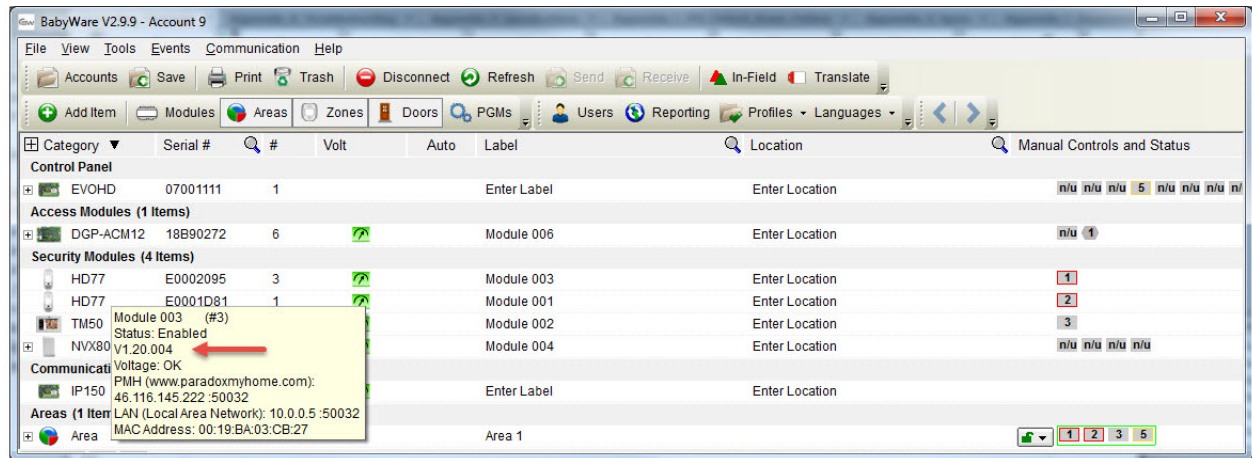 BabyWare V2.9.9 - Account 9
File View Tools Events Communication Help
Accounts Save Print Trash Disconnect Refresh Send Receive In-Field Translate
Add Item Modules Areas Zones Doors PGMs Users Reporting Profiles Languages
Category Serial # # Volt Auto Label Location Manual Controls and Status
Control Panel
EVOHD 07001111 1 Enter Label Enter Location n/u n/u n/u 5 n/u n/u n/u n/
Access Modules (1 Items)
DGP-ACM12 18B90272 6 Module 006 Enter Location n/u 1
Security Modules (4 Items)
HD77 E0002095 3 Module 003 Enter Location 1
HD77 E0001D81 1 Module 001 Enter Location 2
TM50 Module 002 Enter Location 3
NVX80 Module 004 Enter Location n/u n/u n/u n/u
Communicati
IP150 Enter Label Enter Location
Areas (1 Item
Area Area 1 1 2 3 5
Module 003 (#3)
Status: Enabled
V1.20.004
Voltage: OK
PMH (www.paradoxmyhome.com):
46.116.145.222 :50032
LAN (Local Area Network): 10.0.0.5 :50032
MAC Address: 00:19:BA:03:CB:27